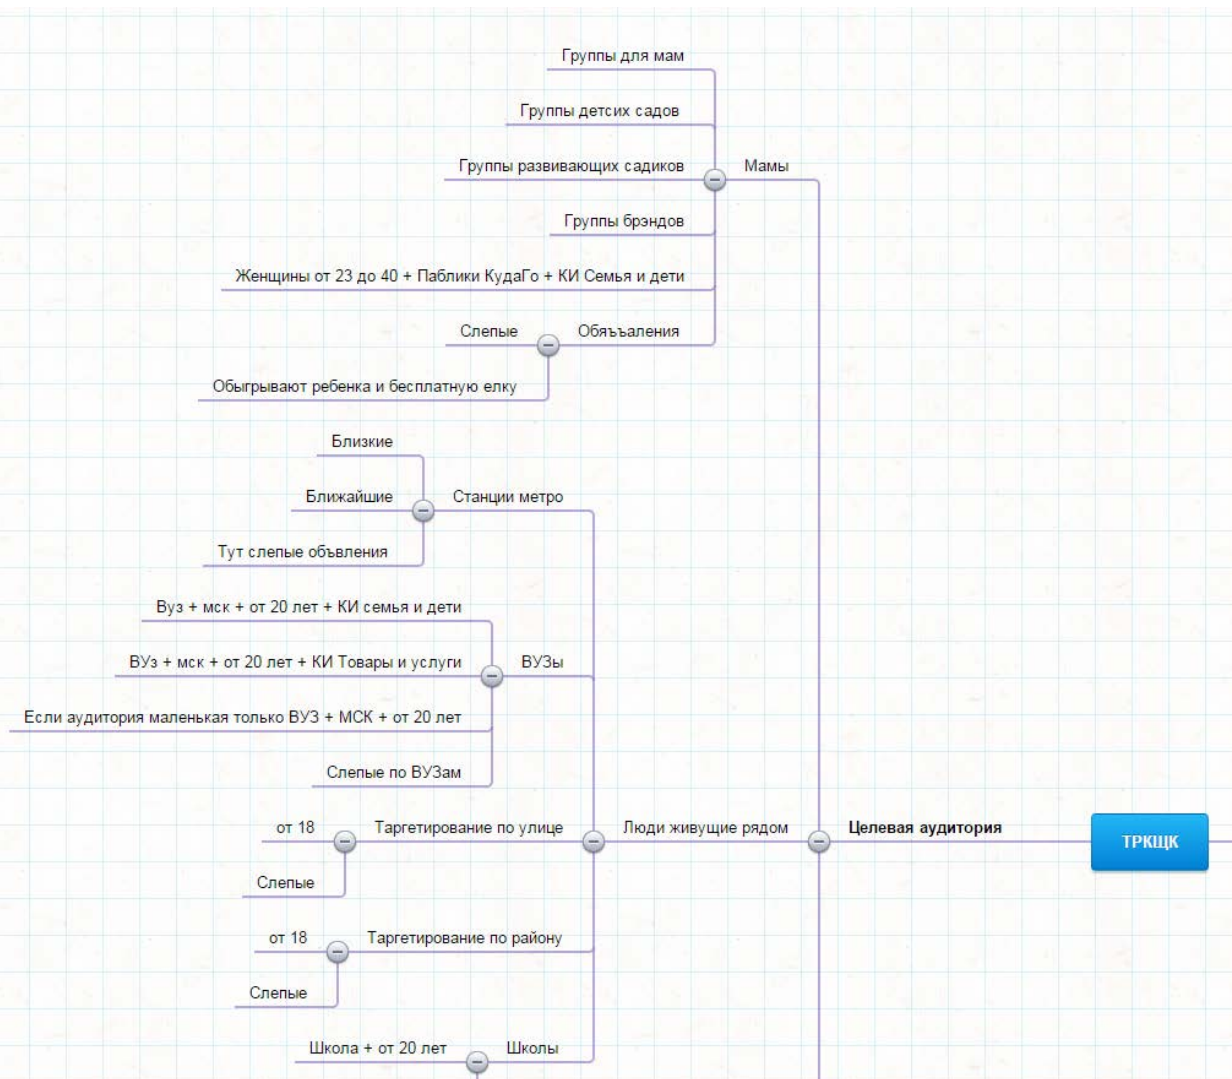 Группы для мам
Группы детсих садов
Группы развивающих садиков
Мамы
Группы брэндов
Женщины от 23 до 40 + Паблики КудаГо + КИ Семья и дети
Слепые
Обяъъаления
Обыгрывают ребенка и бесплатную елку
Близкие
Ближайшие
Станции метро
Тут слепые объвления
Вуз + мск + от 20 лет + КИ семья и дети
ВУз + мск + от 20 лет + КИ Товары и услуги
ВУЗы
Если аудитория маленькая только ВУЗ + МСК + от 20 лет
Слепые по ВУЗам
от 18
Таргетирование по улице
Люди живущие рядом
Целевая аудитория
ТРКЩК
Слепые
от 18
Таргетирование по району
Слепые
Школа + от 20 лет
Школы